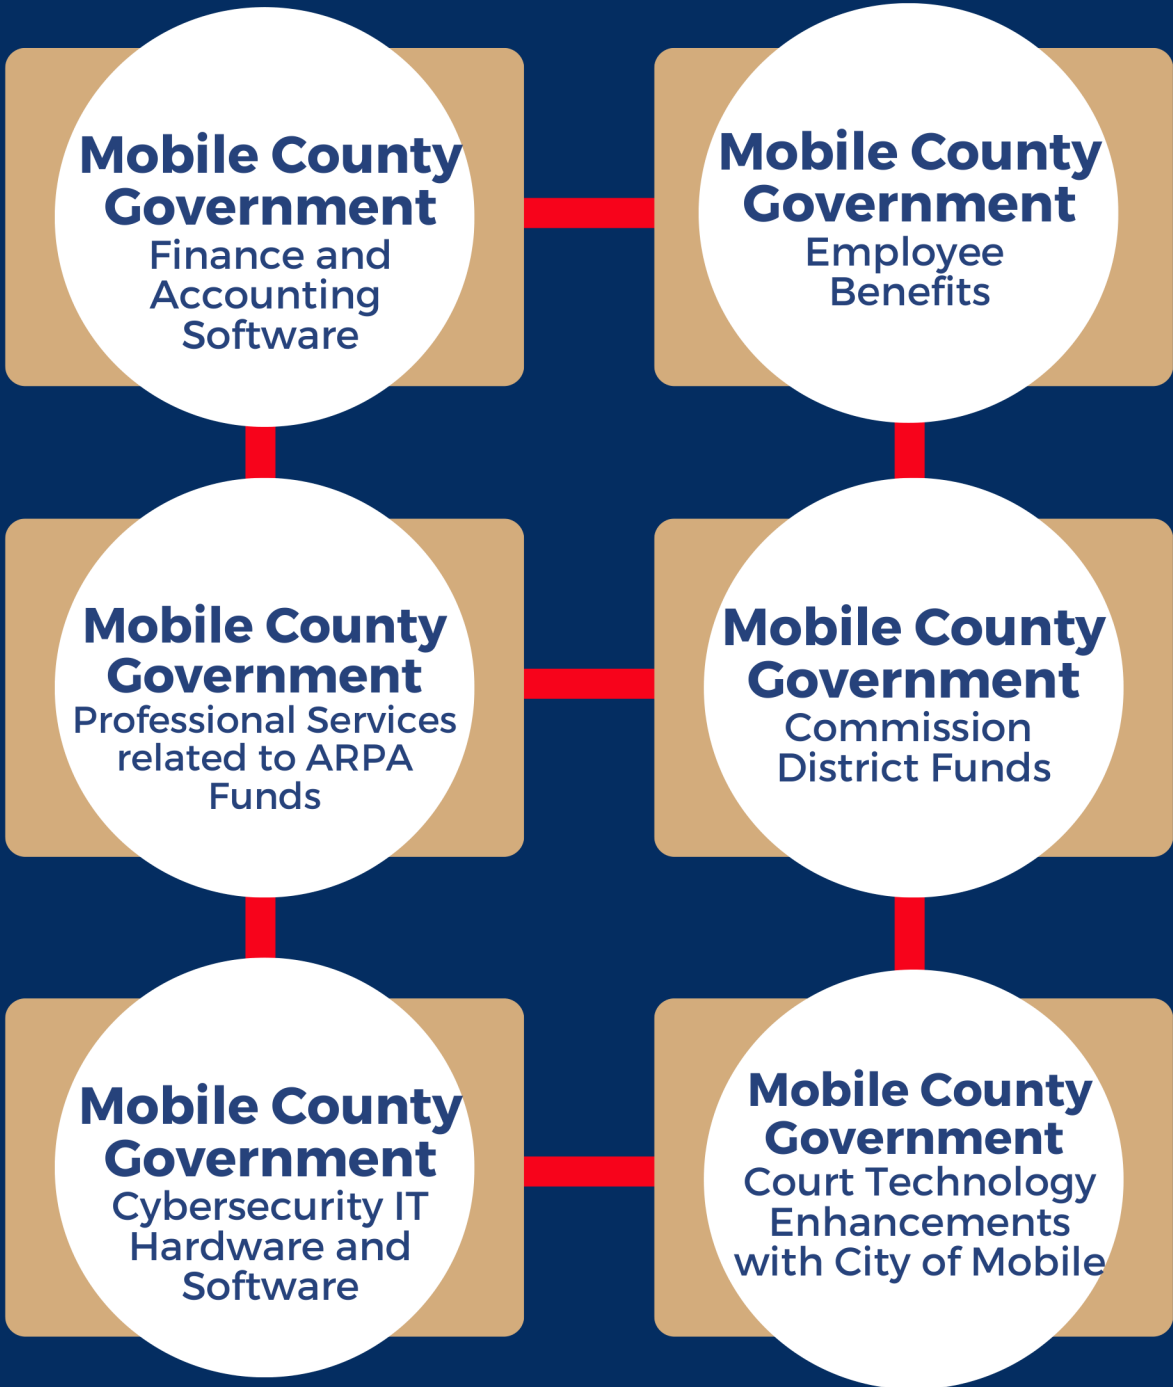 Mobile County
Government
Finance and
Accounting
Software
Mobile County
Government
Employee
Benefits
Mobile County
Government
Professional Services
related to ARPA
Funds
Mobile County
Government
Commission
District Funds
Mobile County
Government
Cybersecurity IT
Hardware and
Software
Mobile County
Government
Court Technology
Enhancements
with City of Mobile